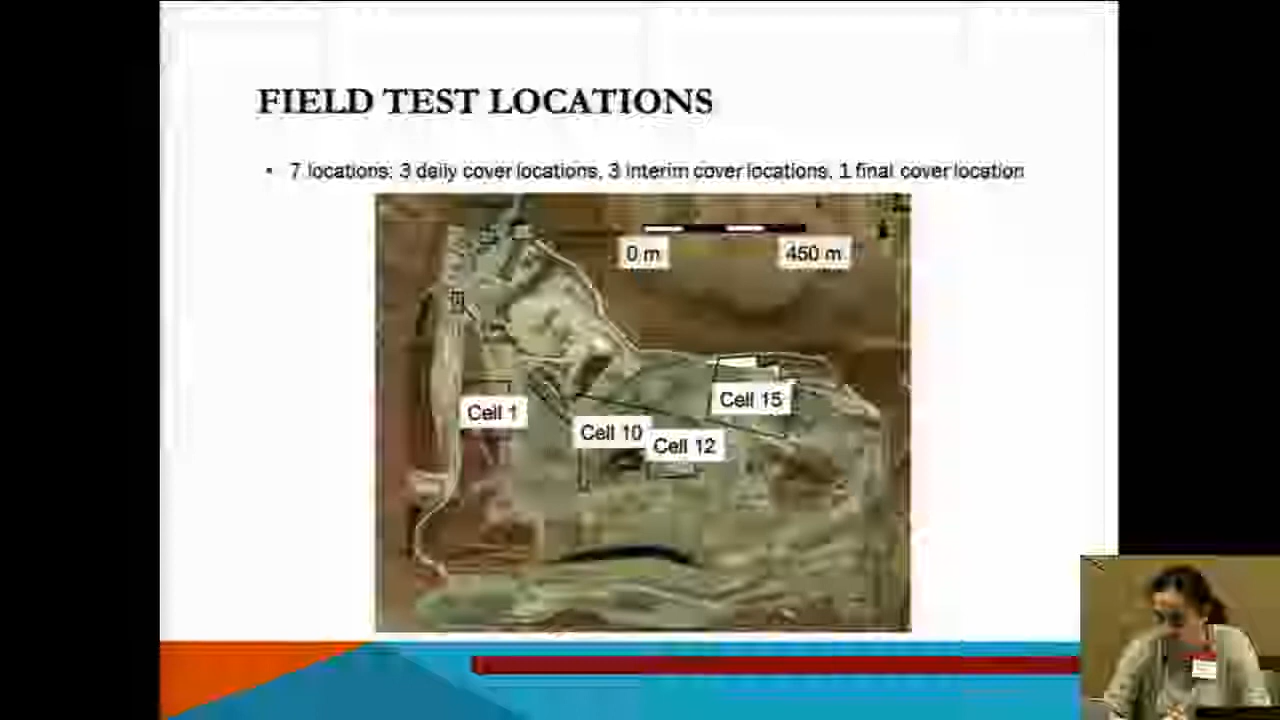 FIELD TEST LOCATIONS
• 7 locations: 3 daily cover locations, 3 interim cover locations, 1 final cover location
0 m 450 m
Cell 15
Cell 1
Cell 10
Cell 12